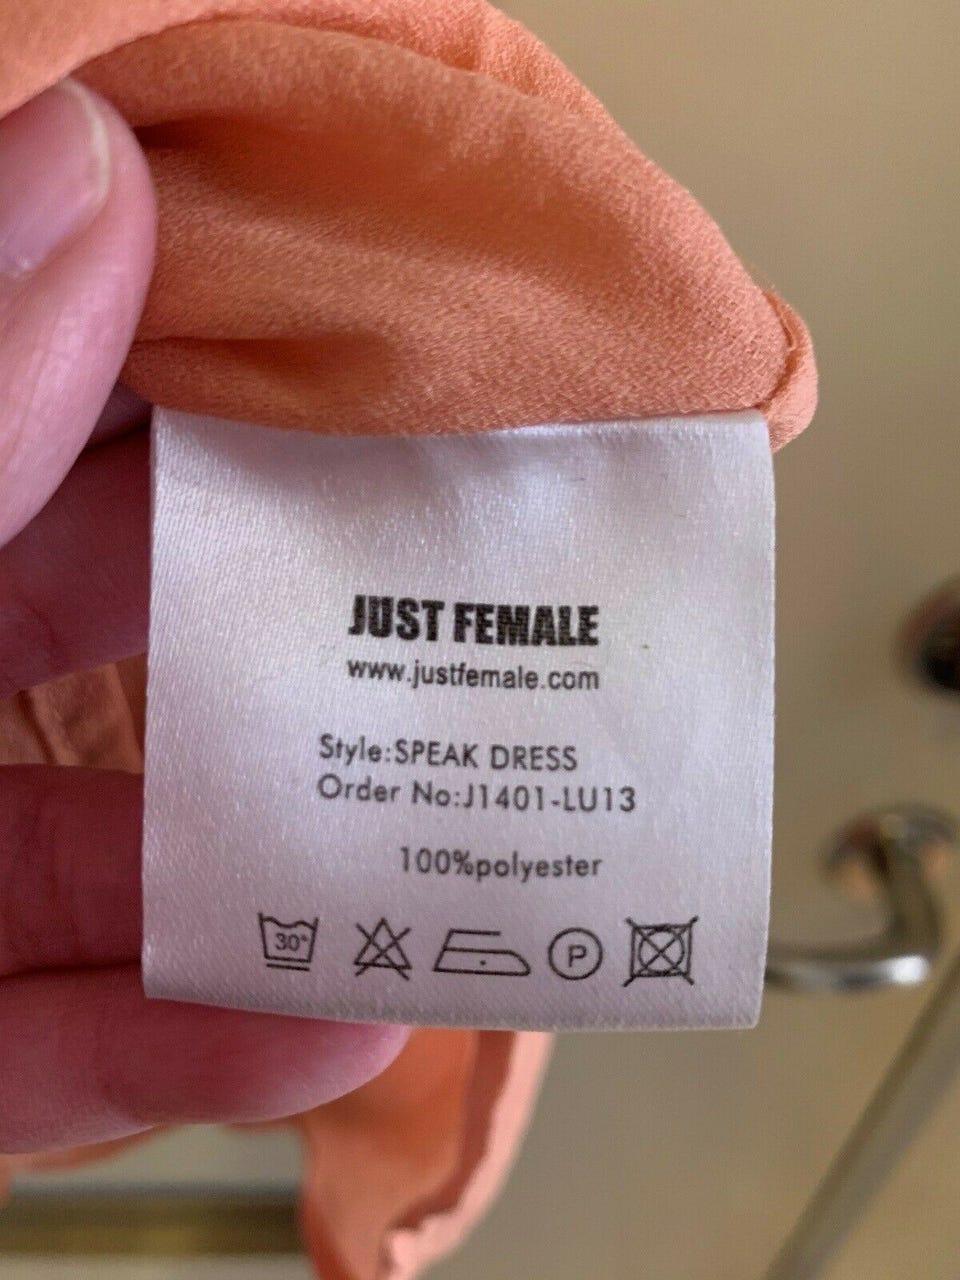 JUST FEMALE
www.justfemale.com
Style:SPEAK DRESS
Order No:J1401-LU13
100%polyester
30° P